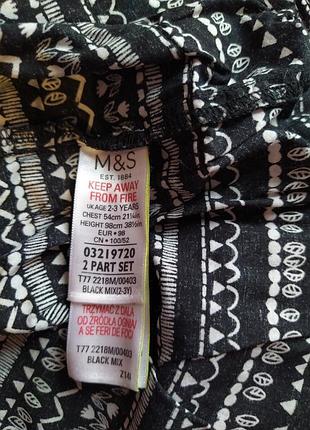 M&S
EST. 1884
KEEP AWAY
FROM FIRE
UK AGE 2-3 YEARS
CHEST 54cm 21¼in
HEIGHT 98cm 38½in
EUR • 98
CN • 100/52
03219720
2 PART SET
T77 2218M/00403
BLACK MIX(2-3Y)
TRZYMAĆ Z DALA
OD ŹRÓDŁA OGNIA/
A SE FERI DE FOC/
T77 2218M/00403
BLACK MIX